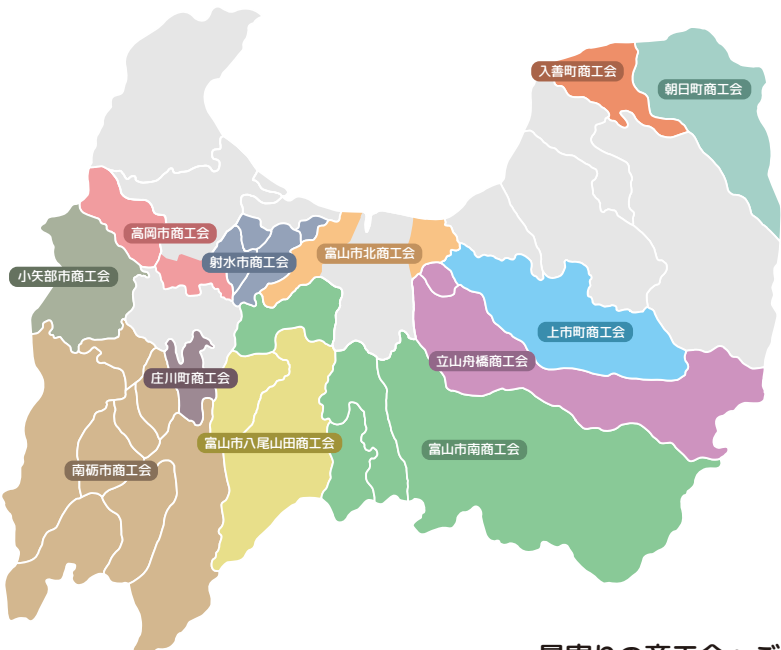 入善町商工会
朝日町商工会
高岡市商工会
射水市商工会
富山市北商工会
小矢部市商工会
上市町商工会
立山舟橋商工会
庄川町商工会
富山市八尾山田商工会
富山市南商工会
南砺市商工会